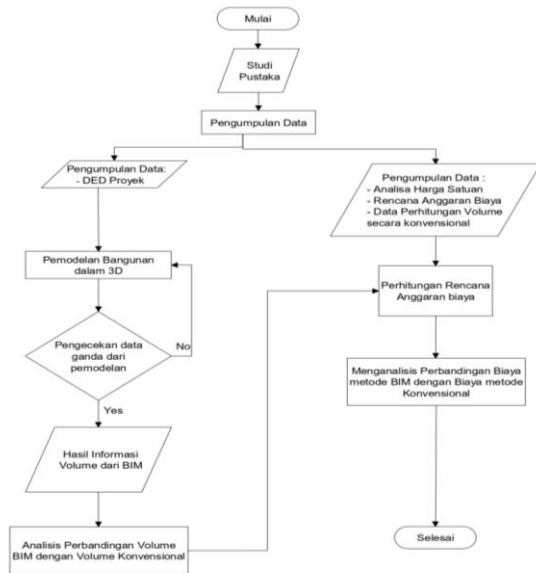 Mulai
Studi
Pustaka
Pengumpulan Data
Pengumpulan Data:
- DED Proyek
Pengumpulan Data :
- Analisa Harga Satuan
- Rencana Anggaran Biaya
- Data Perhitungan Volume
secara konvensional
Pemodelan Bangunan
dalam 3D
Perhitungan Rencana
Anggaran biaya
Pengecekan data
ganda dari
pemodelan
No
Yes
Menganalisis Perbandingan Biaya
metode BIM dengan Biaya metode
Konvensional
Hasil Informasi
Volume dari BIM
Analisis Perbandingan Volume
BIM dengan Volume Konvensional
Selesai